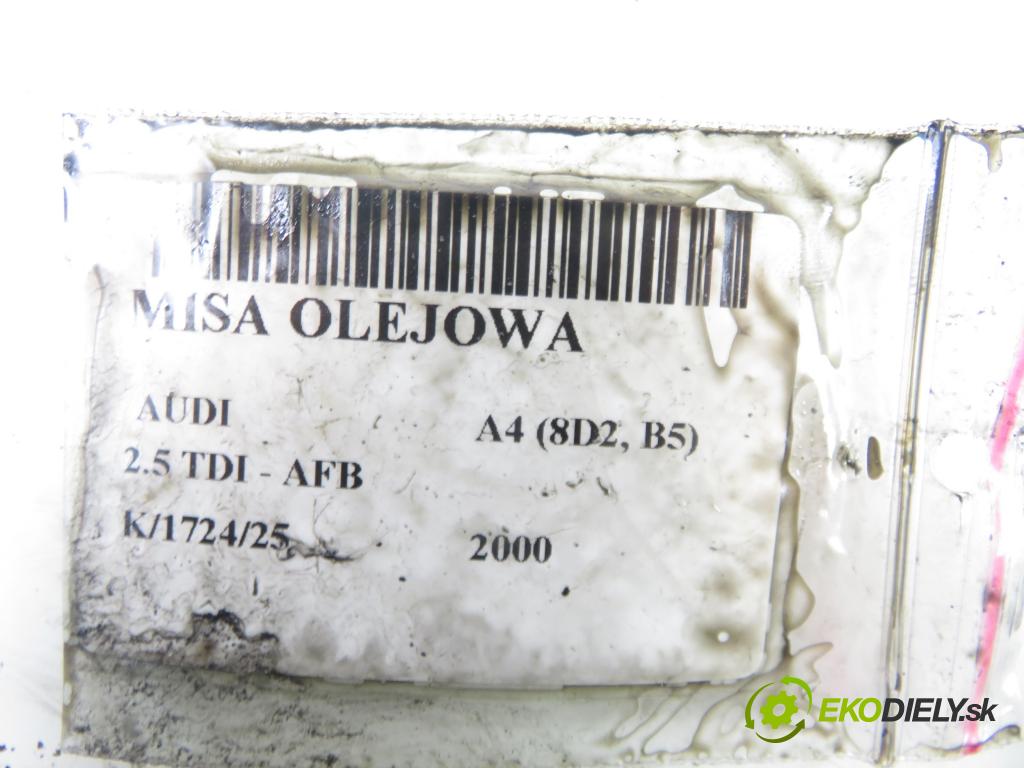 MISA OLEJOWA
AUDI A4 (8D2, B5)
2.5 TDI - AFB
K/1724/25 2000
EKODIELY.sk